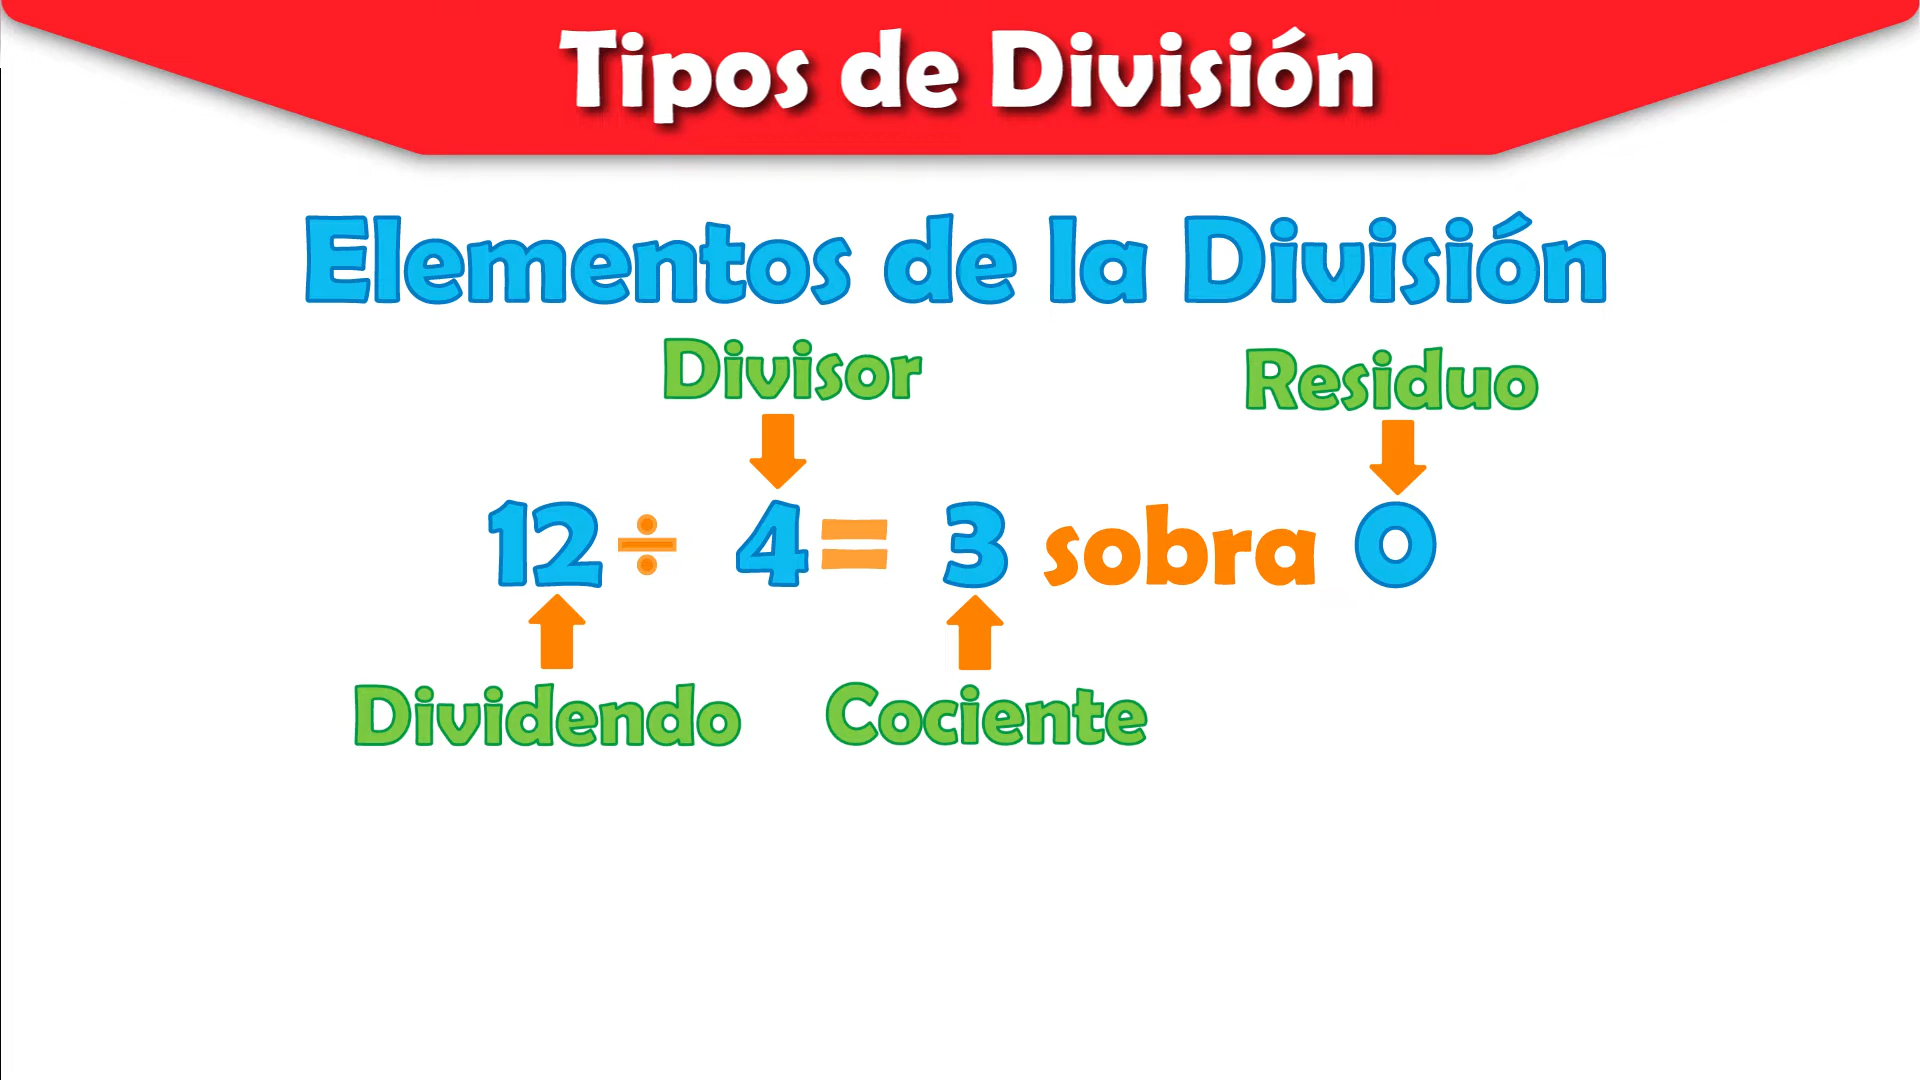 Tipos de División
Elementos de la División
Divisor
Residuo
12 ÷ 4 = 3 sobra 0
Dividendo
Cociente